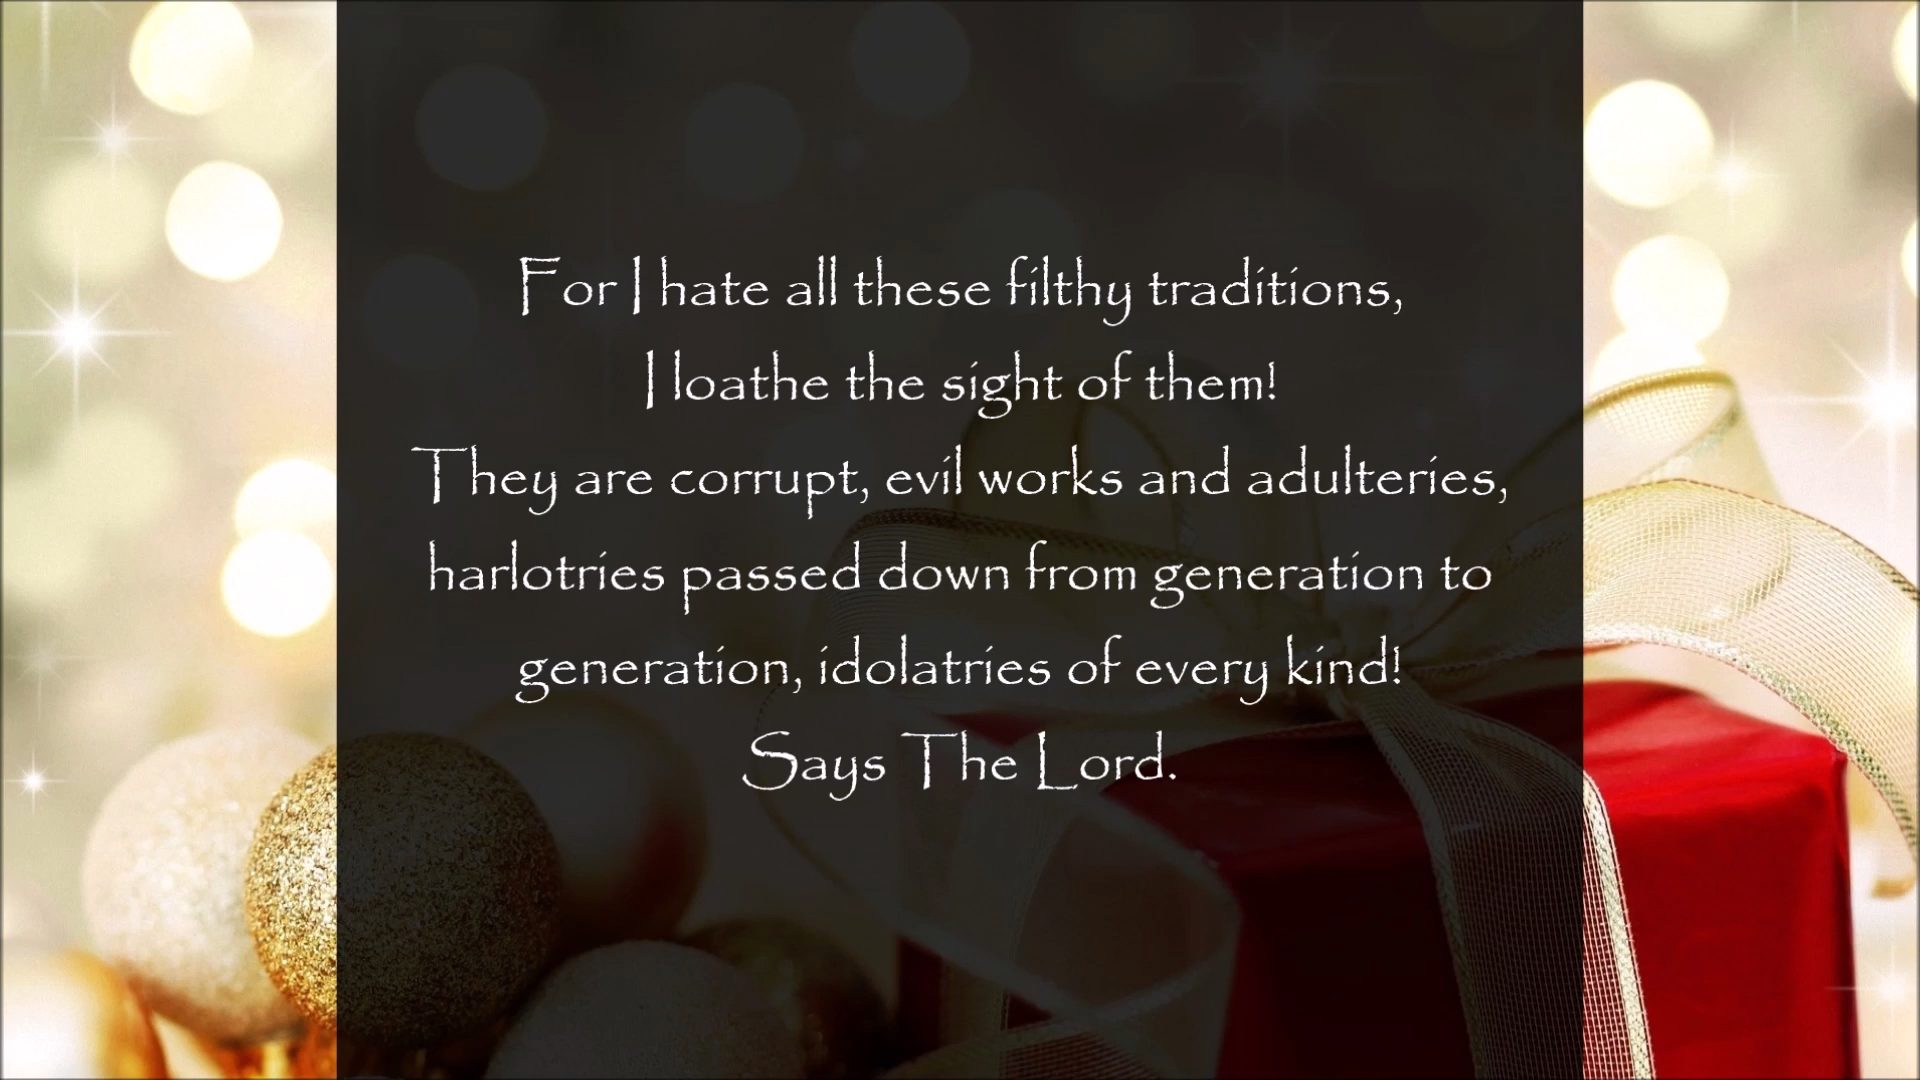 For I hate all these filthy traditions,
I loathe the sight of them!
They are corrupt, evil works and adulteries,
harlotries passed down from generation to
generation, idolatries of every kind!
Says The Lord.